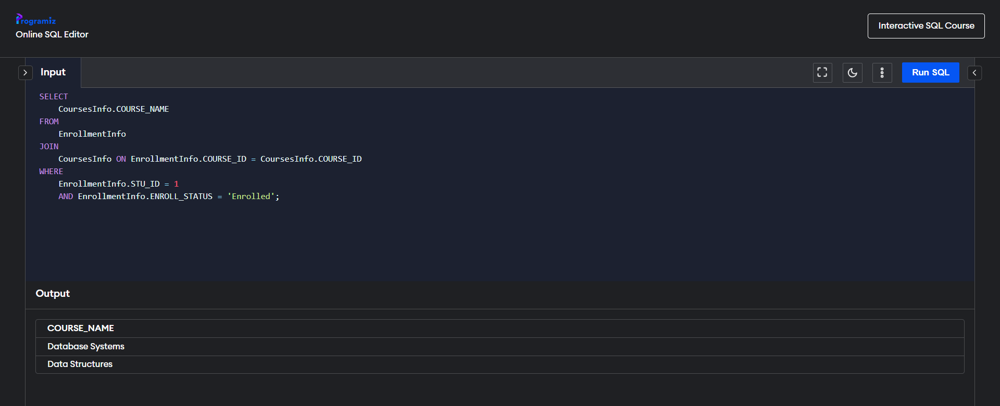 Programiz
Online SQL Editor
Interactive SQL Course
Input
Run SQL
SELECT
    CoursesInfo.COURSE_NAME
FROM
    EnrollmentInfo
JOIN
    CoursesInfo ON EnrollmentInfo.COURSE_ID = CoursesInfo.COURSE_ID
WHERE
    EnrollmentInfo.STU_ID = 1
    AND EnrollmentInfo.ENROLL_STATUS = 'Enrolled';
Output
COURSE_NAME
Database Systems
Data Structures